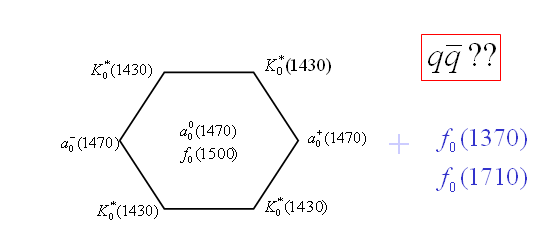 K₀*(1430) K₀*(1430)
qq̄ ??
a₀⁻(1470) a₀⁰(1470) a₀⁺(1470)
f₀(1500)
+ f₀(1370)
f₀(1710)
K₀*(1430) K₀*(1430)